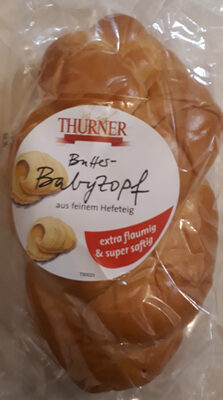 THURNER
Butter-
Babyzopf
aus feinem Hefeteig
extra flaumig
& super saftig